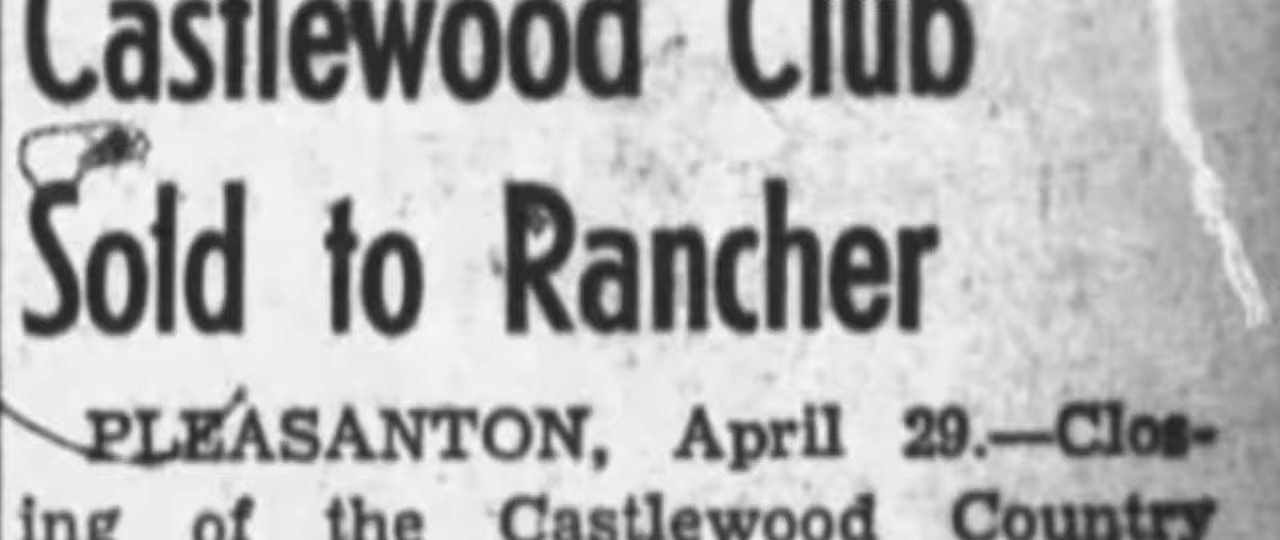 Castlewood Club
Sold to Rancher
PLEASANTON, April 29.—Clos-
ing of the Castlewood Country